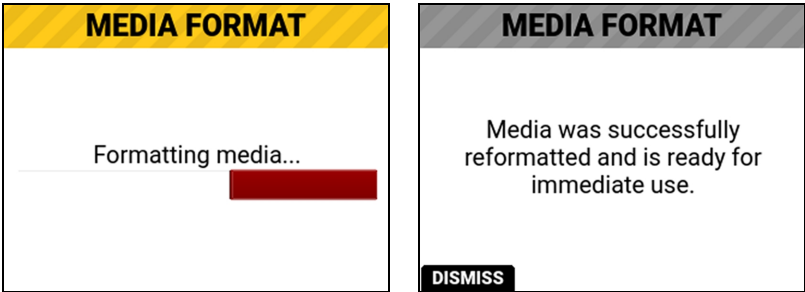 MEDIA FORMAT
Formatting media...
MEDIA FORMAT
Media was successfully
reformatted and is ready for
immediate use.
DISMISS